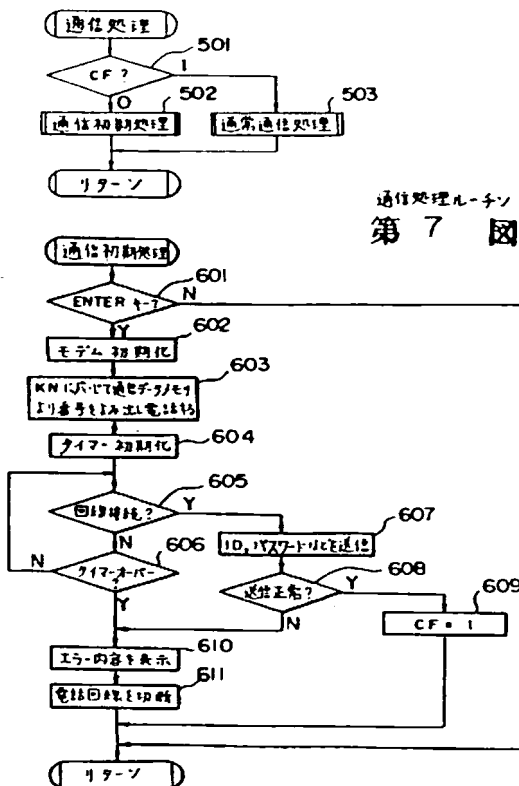 通信処理
501
CF?
1
0
502
503
通信初期処理
通常通信処理
リターン
通信処理ルーチン
第 7 図
通信初期処理
601
ENTER キー?
N
Y
602
モデム初期化
603
KNに応じて通信データメモリ
より番号をよみ出し電話する
604
タイマー初期化
605
回線接続?
Y
N
607
ID,パスワードなどを送信
606
タイマーオーバー?
N
Y
608
送信正常?
Y
N
609
CF = 1
610
エラー内容を表示
611
電話回線を切断
リターン